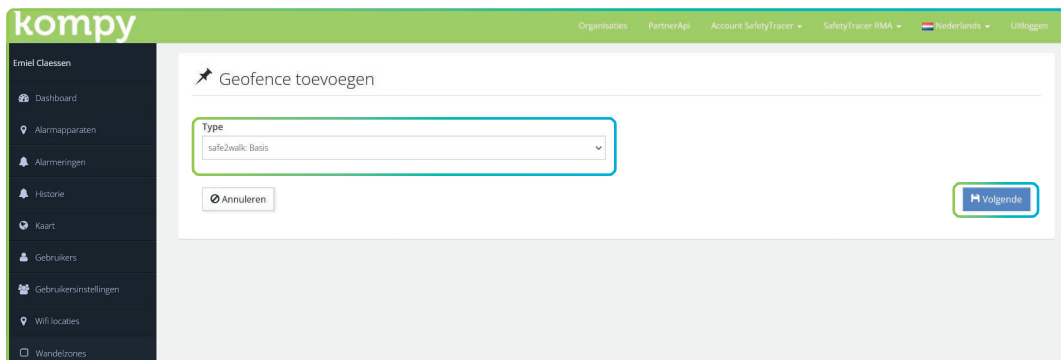 kompy
Organisaties PartnerApi Account SafetyTracer SafetyTracer RMA Nederlands Uitloggen
Emiel Claessen
Dashboard
Alarmapparaten
Alarmeringen
Historie
Kaart
Gebruikers
Gebruikersinstellingen
Wifi locaties
Wandelzones
Geofence toevoegen
Type
safe2walk: Basis
Annuleren
Volgende